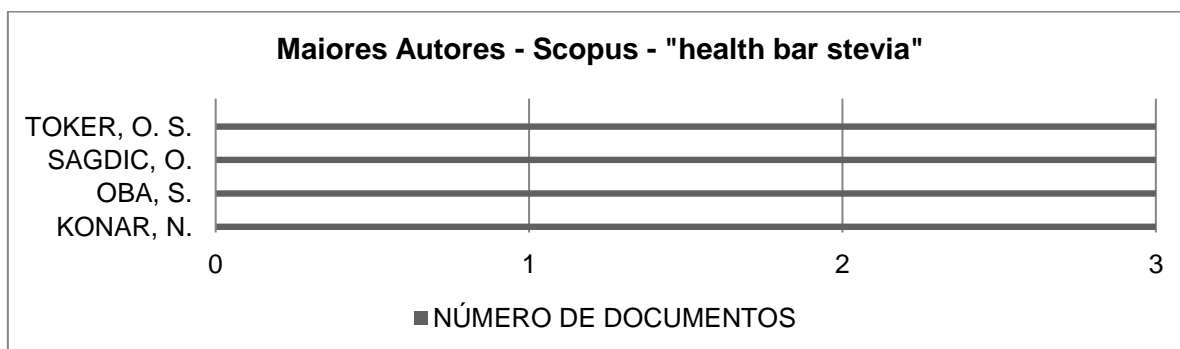 Maiores Autores - Scopus - "health bar stevia"
TOKER, O. S.
SAGDIC, O.
OBA, S.
KONAR, N.
0 1 2 3
NÚMERO DE DOCUMENTOS